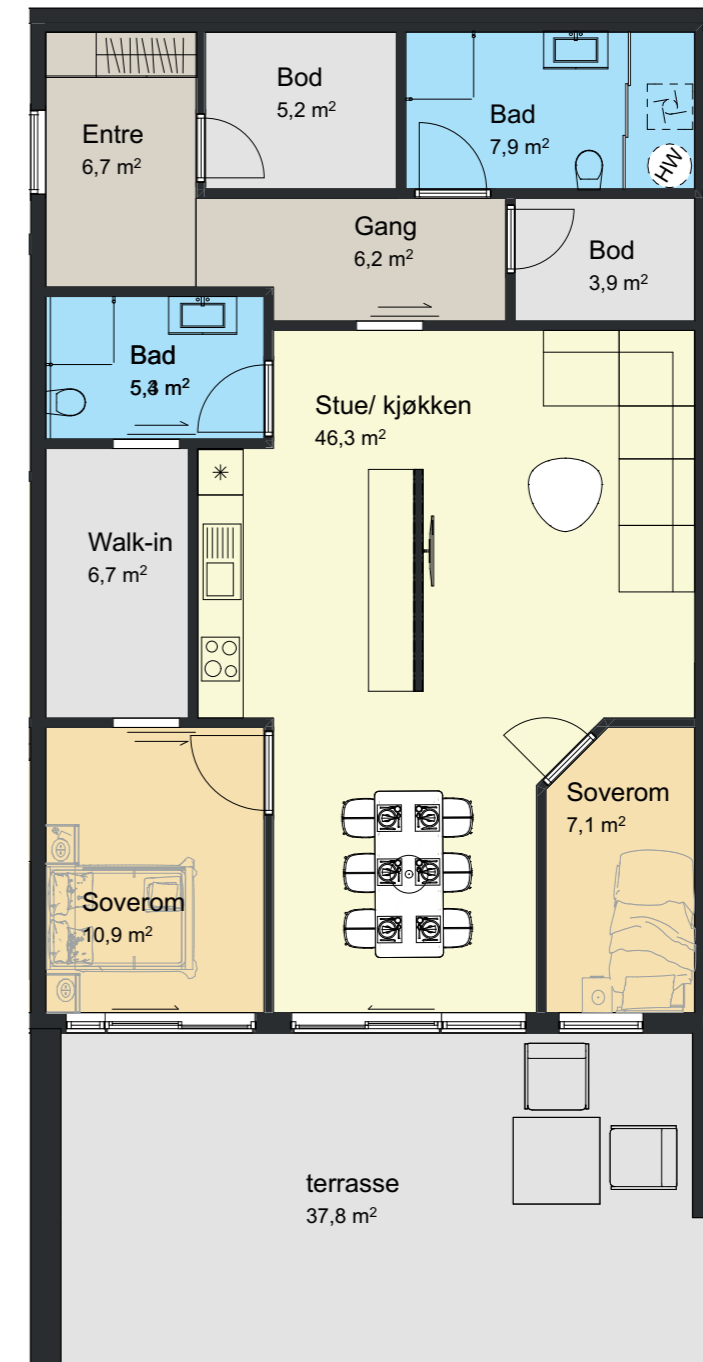 Entre
6,7 m²
Bod
5,2 m²
Bad
7,9 m²
HW
Gang
6,2 m²
Bod
3,9 m²
Bad
m²
Stue/ kjøkken
46,3 m²
Walk-in
6,7 m²
Soverom
7,1 m²
Soverom
10,9 m²
terrasse
37,8 m²